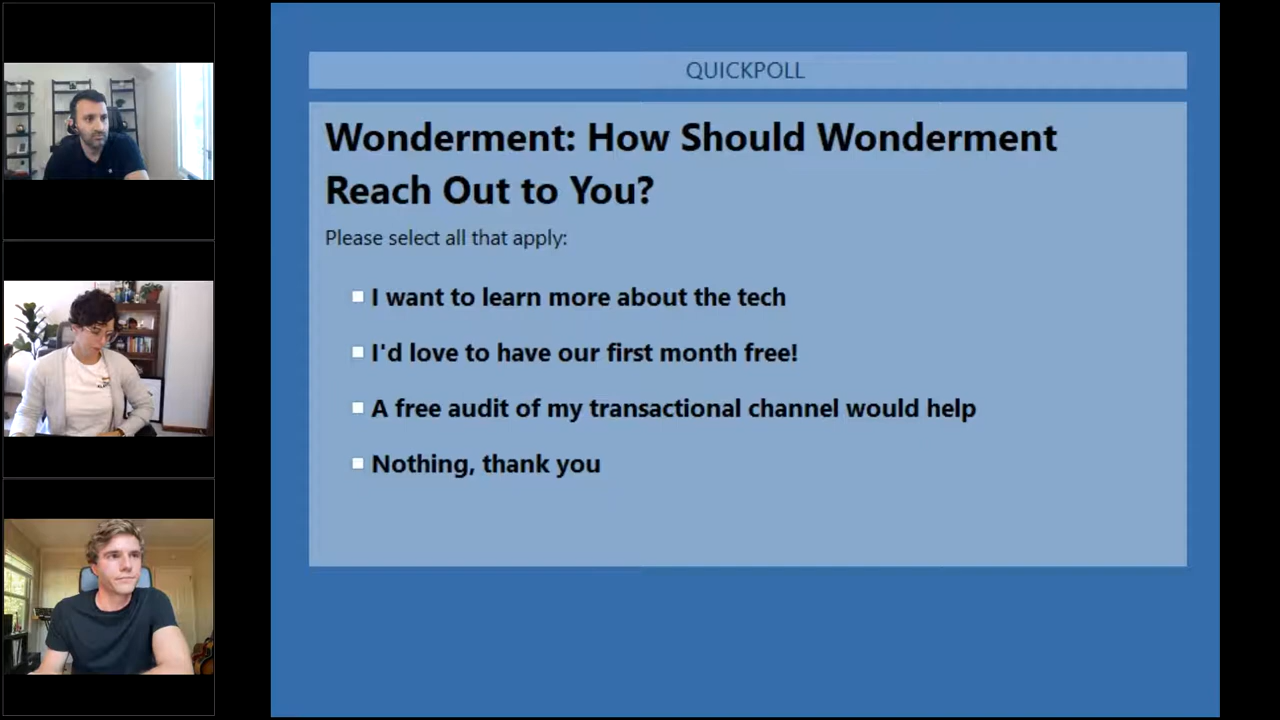 QUICKPOLL
Wonderment: How Should Wonderment
Reach Out to You?
Please select all that apply:
I want to learn more about the tech
I'd love to have our first month free!
A free audit of my transactional channel would help
Nothing, thank you